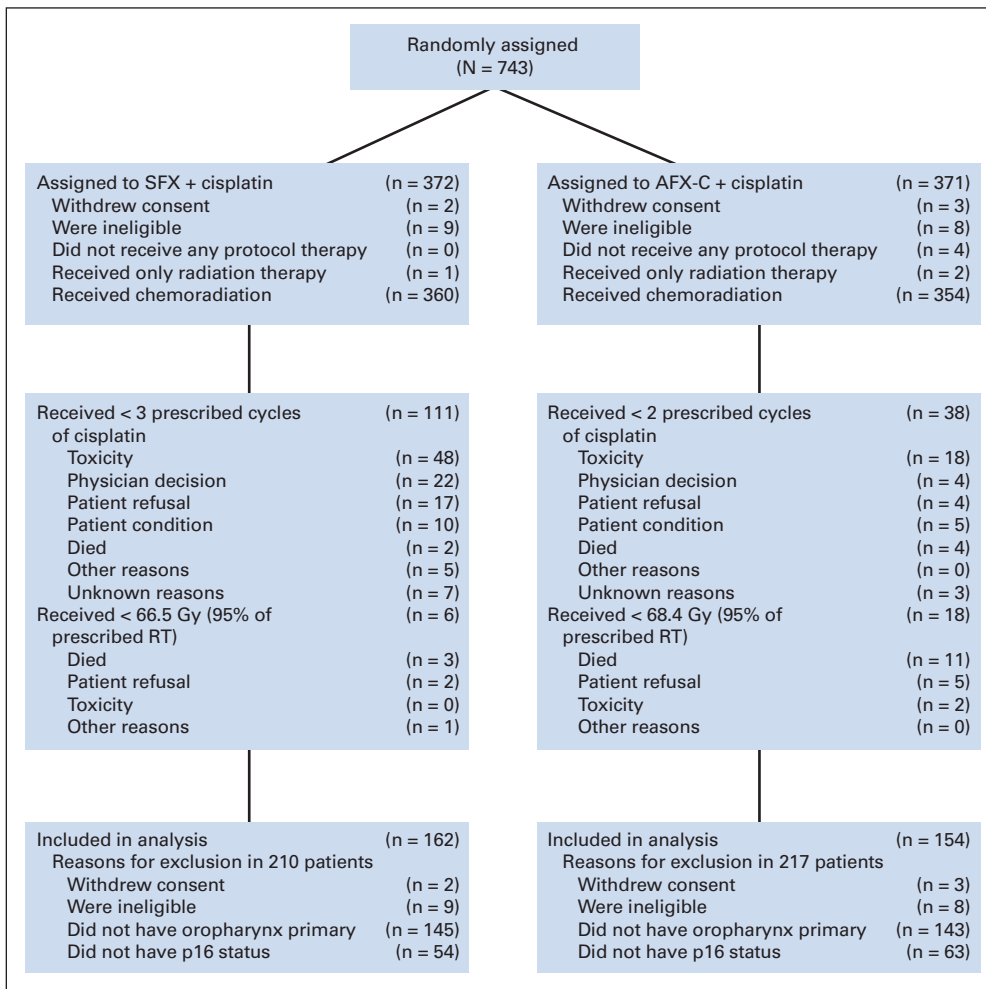 Randomly assigned
(N = 743)
Assigned to SFX + cisplatin (n = 372)
Withdrew consent (n = 2)
Were ineligible (n = 9)
Did not receive any protocol therapy (n = 0)
Received only radiation therapy (n = 1)
Received chemoradiation (n = 360)
Assigned to AFX-C + cisplatin (n = 371)
Withdrew consent (n = 3)
Were ineligible (n = 8)
Did not receive any protocol therapy (n = 4)
Received only radiation therapy (n = 2)
Received chemoradiation (n = 354)
Received < 3 prescribed cycles (n = 111)
of cisplatin
Toxicity (n = 48)
Physician decision (n = 22)
Patient refusal (n = 17)
Patient condition (n = 10)
Died (n = 2)
Other reasons (n = 5)
Unknown reasons (n = 7)
Received < 66.5 Gy (95% of (n = 6)
prescribed RT)
Died (n = 3)
Patient refusal (n = 2)
Toxicity (n = 0)
Other reasons (n = 1)
Received < 2 prescribed cycles (n = 38)
of cisplatin
Toxicity (n = 18)
Physician decision (n = 4)
Patient refusal (n = 4)
Patient condition (n = 5)
Died (n = 4)
Other reasons (n = 0)
Unknown reasons (n = 3)
Received < 68.4 Gy (95% of (n = 18)
prescribed RT)
Died (n = 11)
Patient refusal (n = 5)
Toxicity (n = 2)
Other reasons (n = 0)
Included in analysis (n = 162)
Reasons for exclusion in 210 patients
Withdrew consent (n = 2)
Were ineligible (n = 9)
Did not have oropharynx primary (n = 145)
Did not have p16 status (n = 54)
Included in analysis (n = 154)
Reasons for exclusion in 217 patients
Withdrew consent (n = 3)
Were ineligible (n = 8)
Did not have oropharynx primary (n = 143)
Did not have p16 status (n = 63)